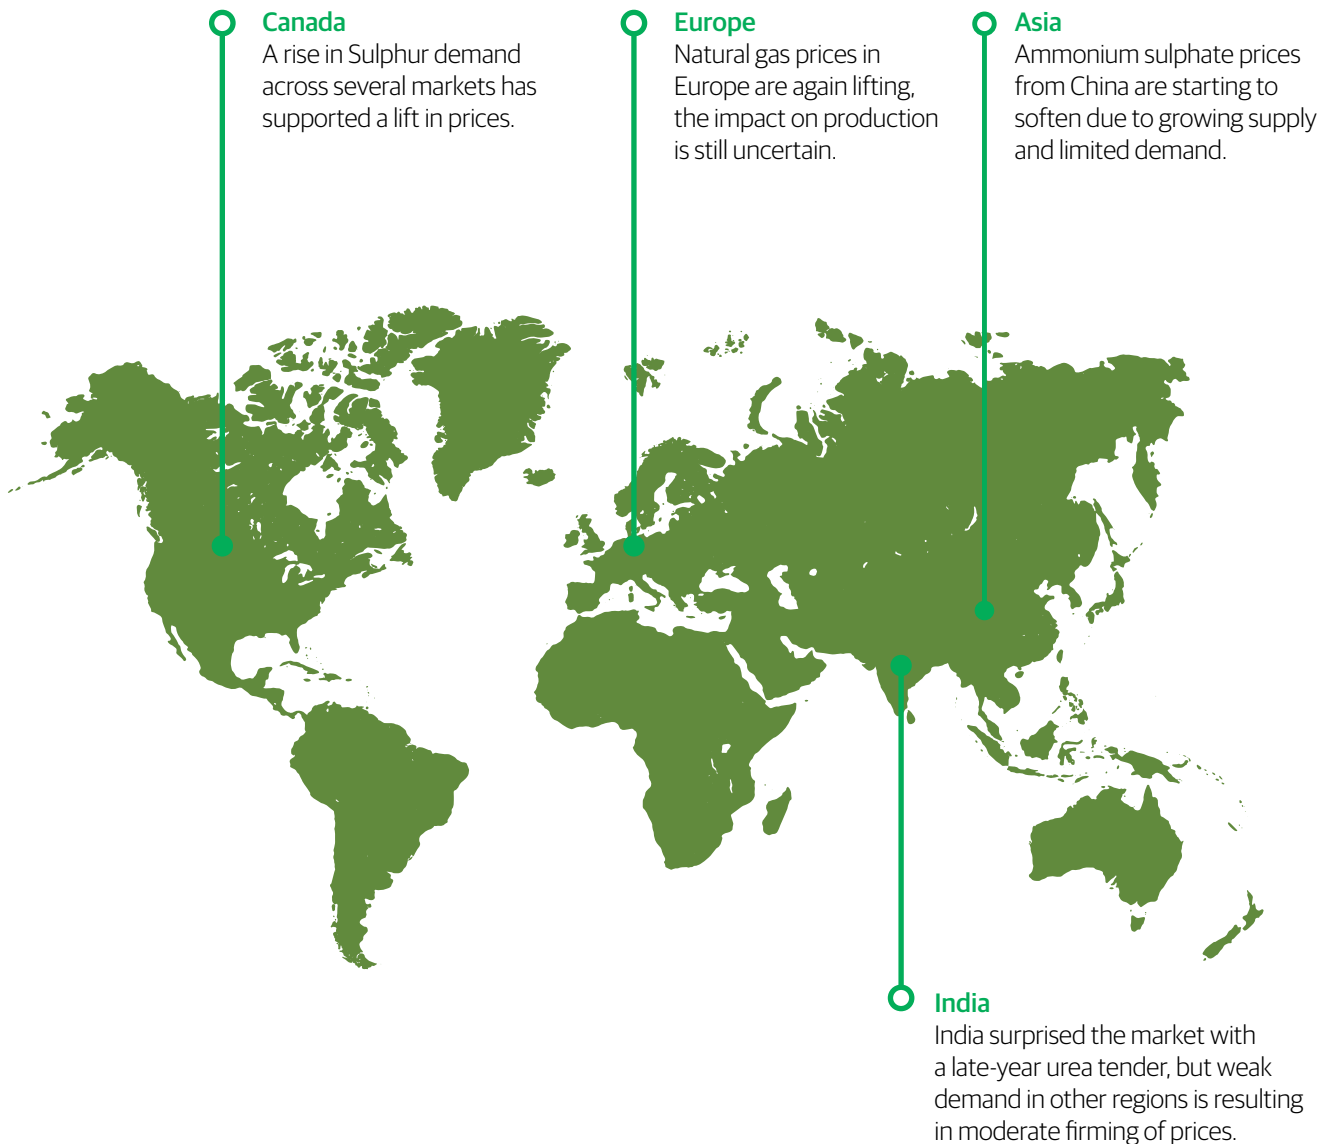 Canada
A rise in Sulphur demand
across several markets has
supported a lift in prices.
Europe
Natural gas prices in
Europe are again lifting,
the impact on production
is still uncertain.
Asia
Ammonium sulphate prices
from China are starting to
soften due to growing supply
and limited demand.
India
India surprised the market with
a late-year urea tender, but weak
demand in other regions is resulting
in moderate firming of prices.